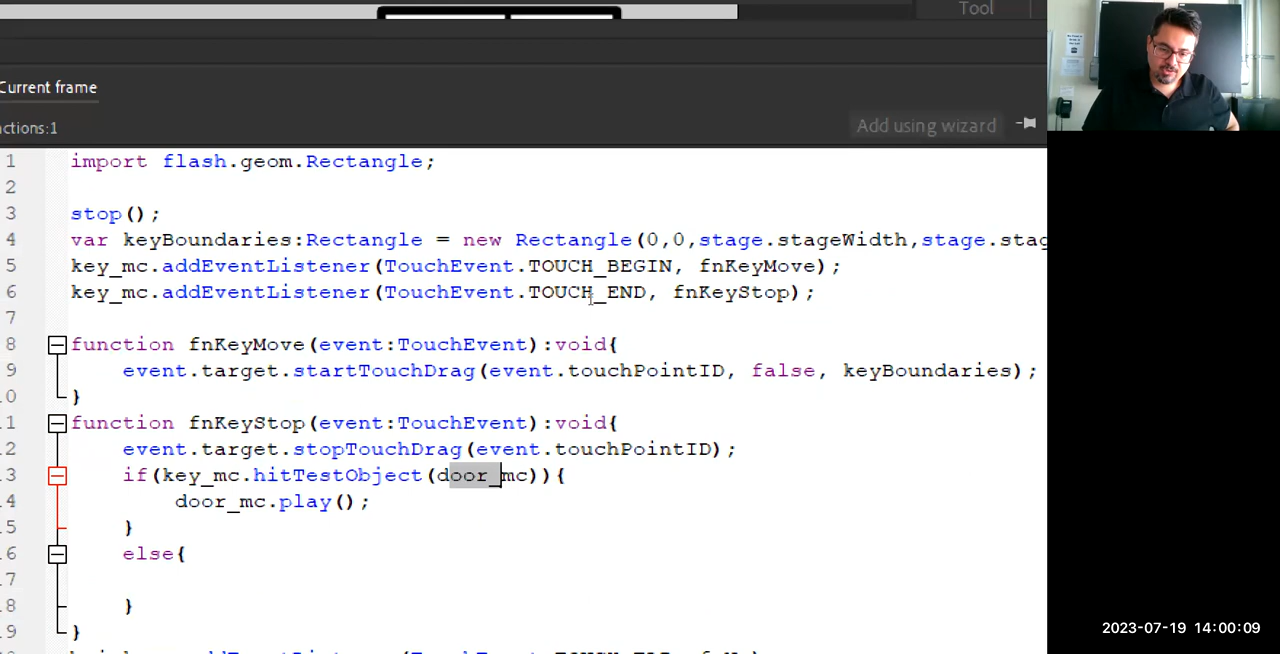 Tool
Current frame
ctions:1
Add using wizard
1 import flash.geom.Rectangle;
2
3 stop();
4 var keyBoundaries:Rectangle = new Rectangle(0,0,stage.stageWidth,stage.stag
5 key_mc.addEventListener(TouchEvent.TOUCH_BEGIN, fnKeyMove);
6 key_mc.addEventListener(TouchEvent.TOUCH_END, fnKeyStop);
7
8 function fnKeyMove(event:TouchEvent):void{
9 event.target.startTouchDrag(event.touchPointID, false, keyBoundaries);
0 }
1 function fnKeyStop(event:TouchEvent):void{
2 event.target.stopTouchDrag(event.touchPointID);
3 if(key_mc.hitTestObject(door_mc)){
4 door_mc.play();
5 }
6 else{
7
8 }
9 }
2023-07-19 14:00:09